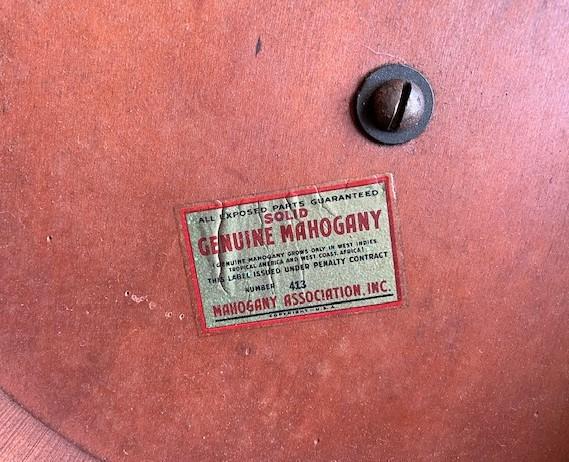 ALL EXPOSED PARTS GUARANTEED
SOLID
GENUINE MAHOGANY
(GENUINE MAHOGANY GROWS ONLY IN WEST INDIES
TROPICAL AMERICA AND WEST COAST, AFRICA)
THIS LABEL ISSUED UNDER PENALTY CONTRACT
NUMBER 413
MAHOGANY ASSOCIATION, INC.
COPYRIGHT - U.S.A.